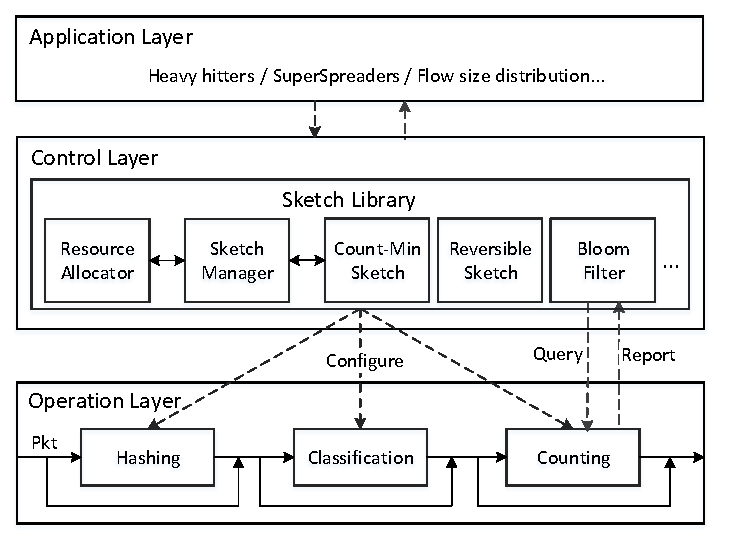 Application Layer
Heavy hitters / SuperSpreaders / Flow size distribution...
Control Layer
Sketch Library
Resource
Allocator
Sketch
Manager
Count-Min
Sketch
Reversible
Sketch
Bloom
Filter
...
Configure
Query
Report
Operation Layer
Pkt
Hashing
Classification
Counting